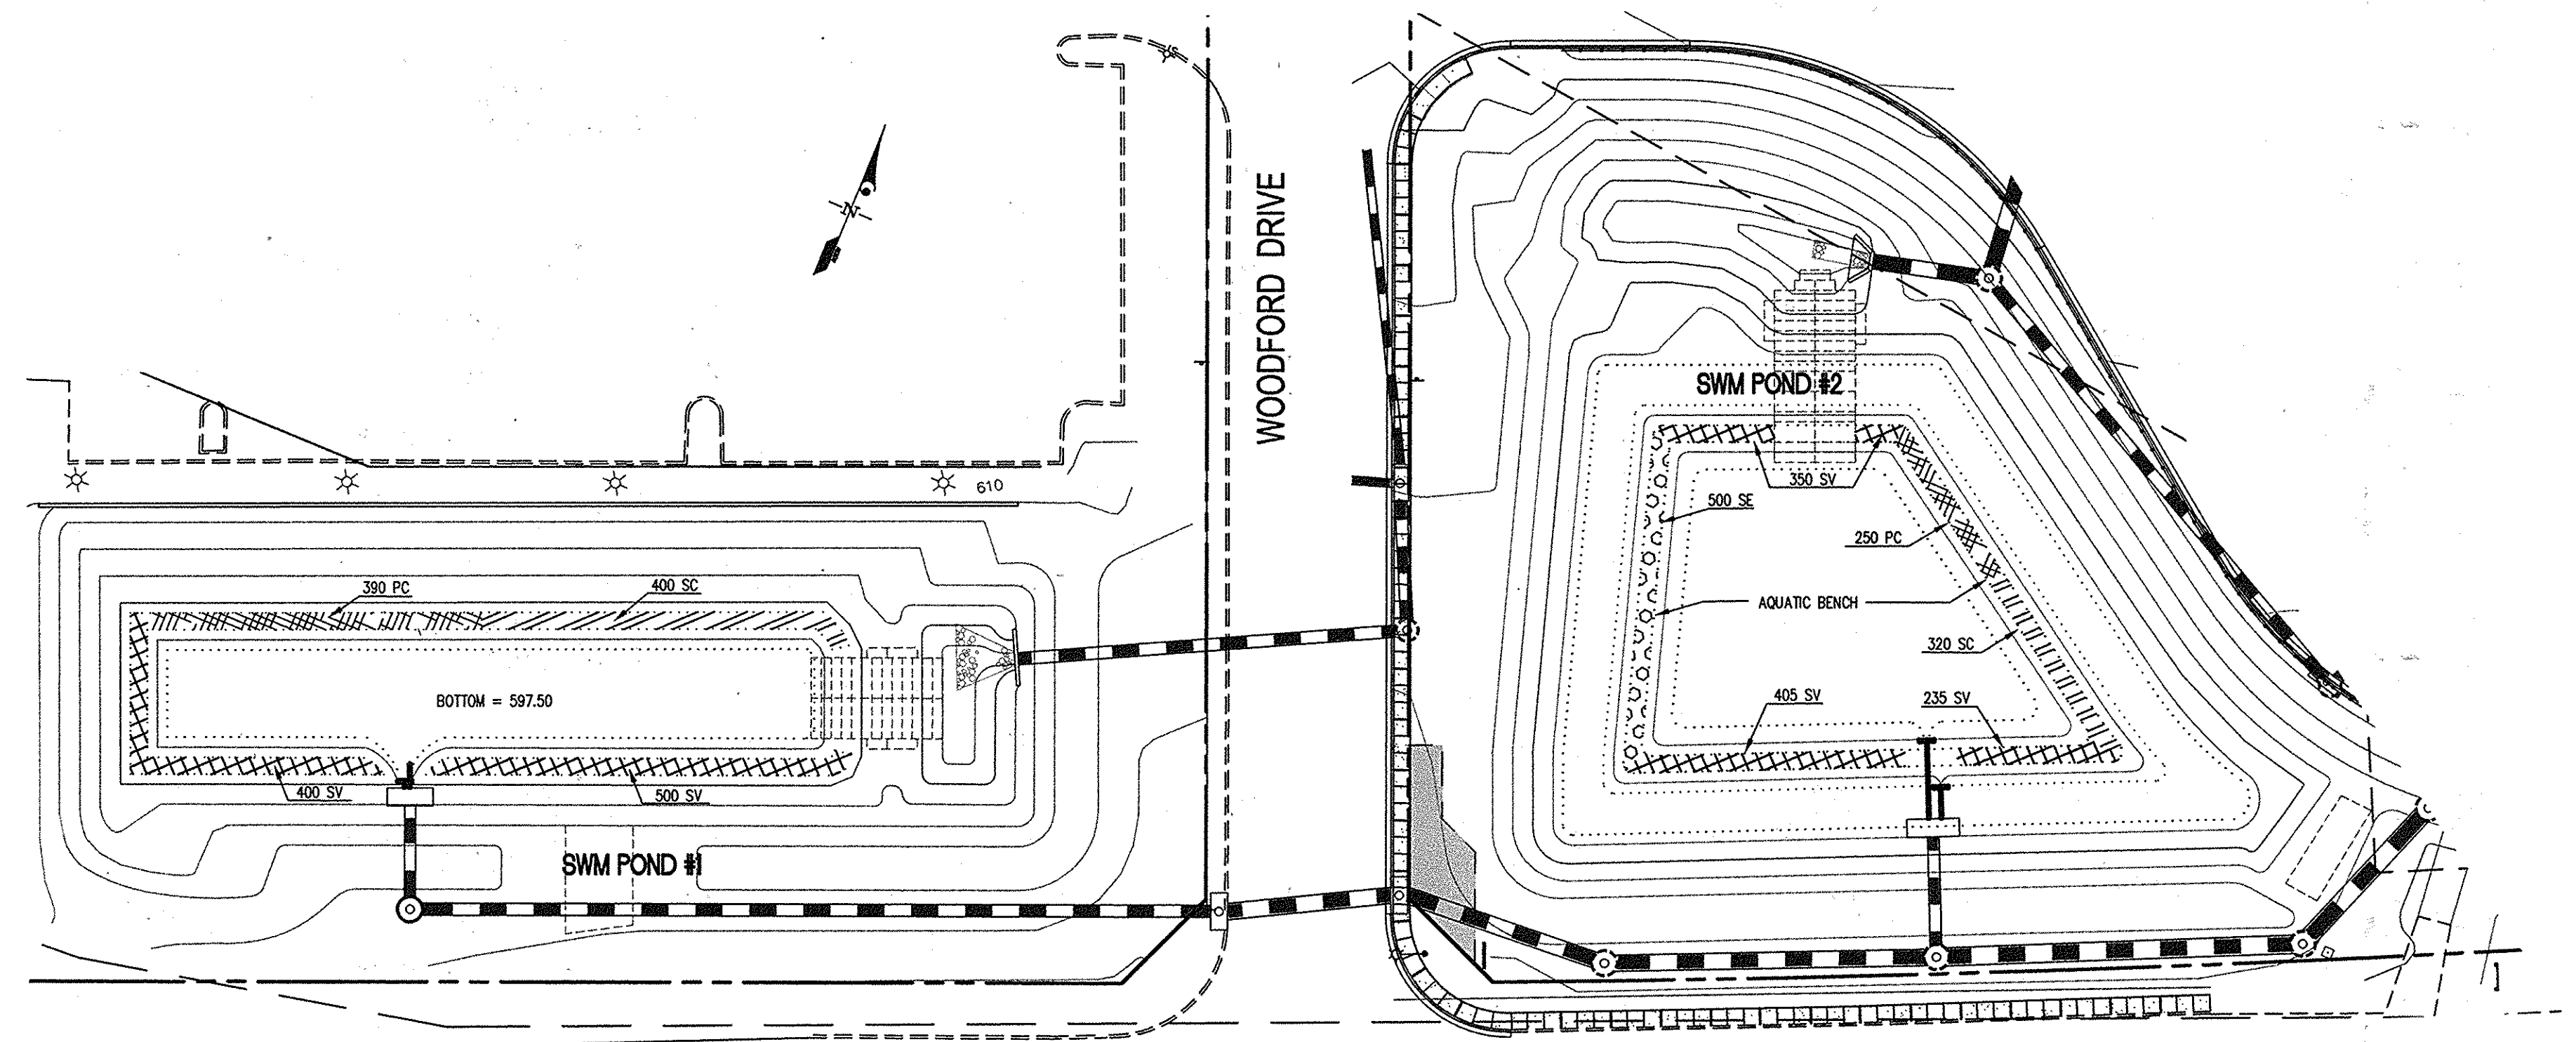 N
WOODFORD DRIVE
610
SWM POND #2
350 SV
500 SE
250 PC
AQUATIC BENCH
320 SC
405 SV
235 SV
390 PC
400 SC
BOTTOM = 597.50
400 SV
500 SV
SWM POND #1